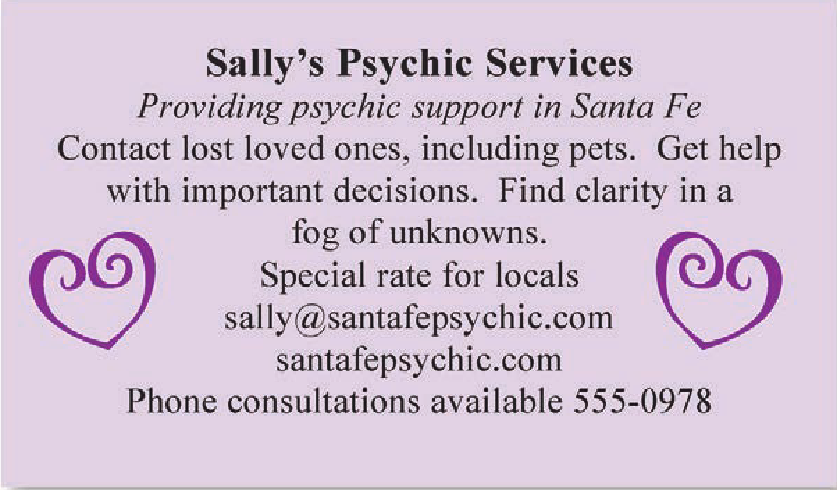 Sally’s Psychic Services
Providing psychic support in Santa Fe
Contact lost loved ones, including pets.  Get help
with important decisions.  Find clarity in a
fog of unknowns.
Special rate for locals
sally@santafepsychic.com
santafepsychic.com
Phone consultations available 555-0978